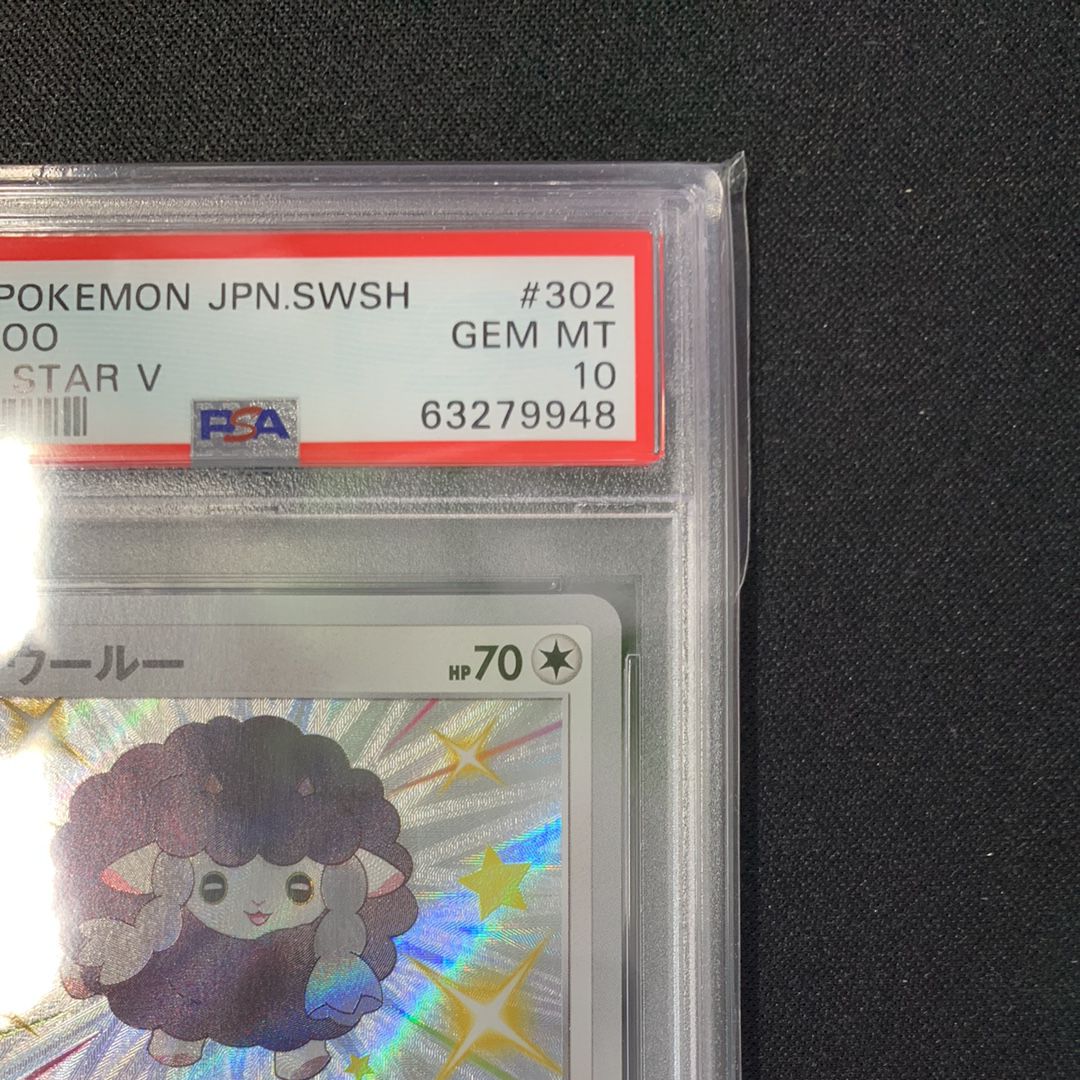 POKEMON JPN.SWSH #302
OO GEM MT
STAR V 10
PSA 63279948
ウールー HP70